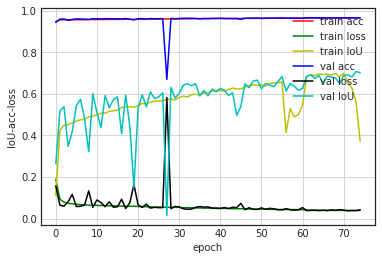 1.0
0.8
0.6
0.4
0.2
0.0
IoU-acc-loss
train acc
train loss
train IoU
val acc
val loss
val IoU
0 10 20 30 40 50 60 70
epoch